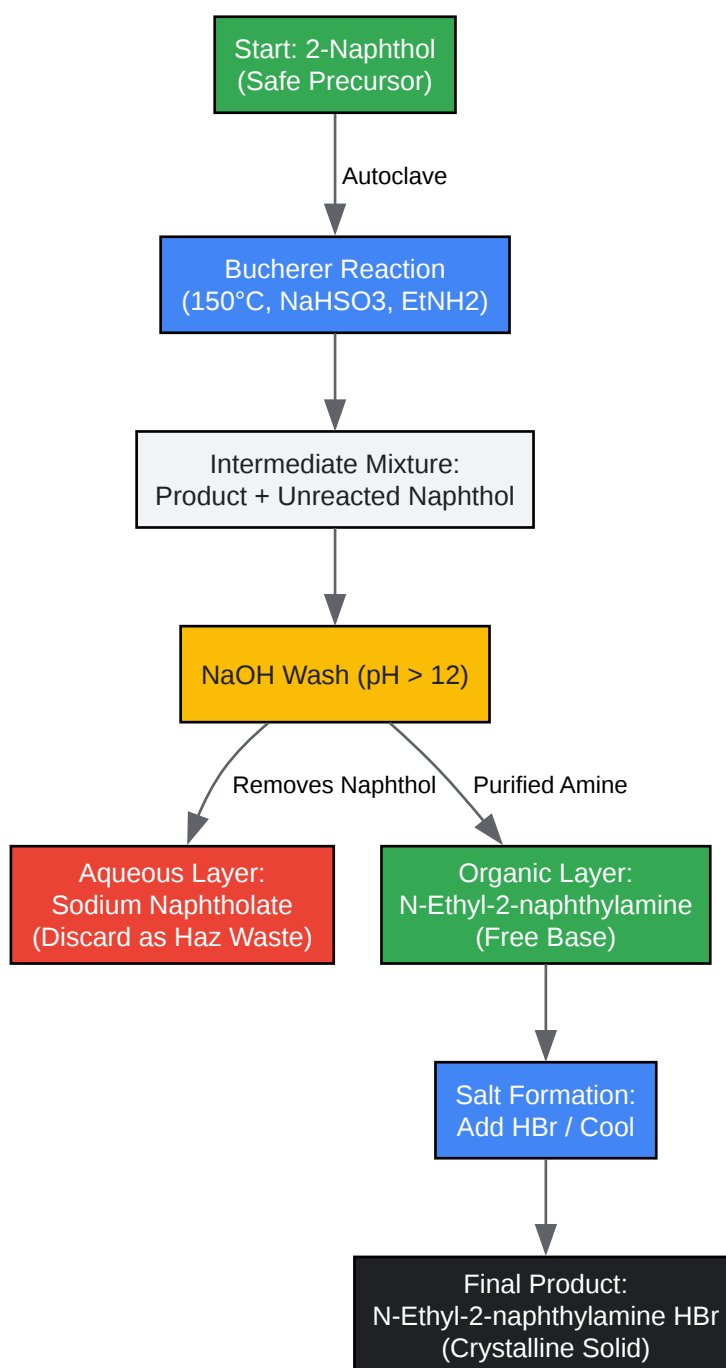 Start: 2-Naphthol
(Safe Precursor)
Autoclave
Bucherer Reaction
(150°C, NaHSO3, EtNH2)
Intermediate Mixture:
Product + Unreacted Naphthol
NaOH Wash (pH > 12)
Removes Naphthol
Purified Amine
Aqueous Layer:
Sodium Naphtholate
(Discard as Haz Waste)
Organic Layer:
N-Ethyl-2-naphthylamine
(Free Base)
Salt Formation:
Add HBr / Cool
Final Product:
N-Ethyl-2-naphthylamine HBr
(Crystalline Solid)